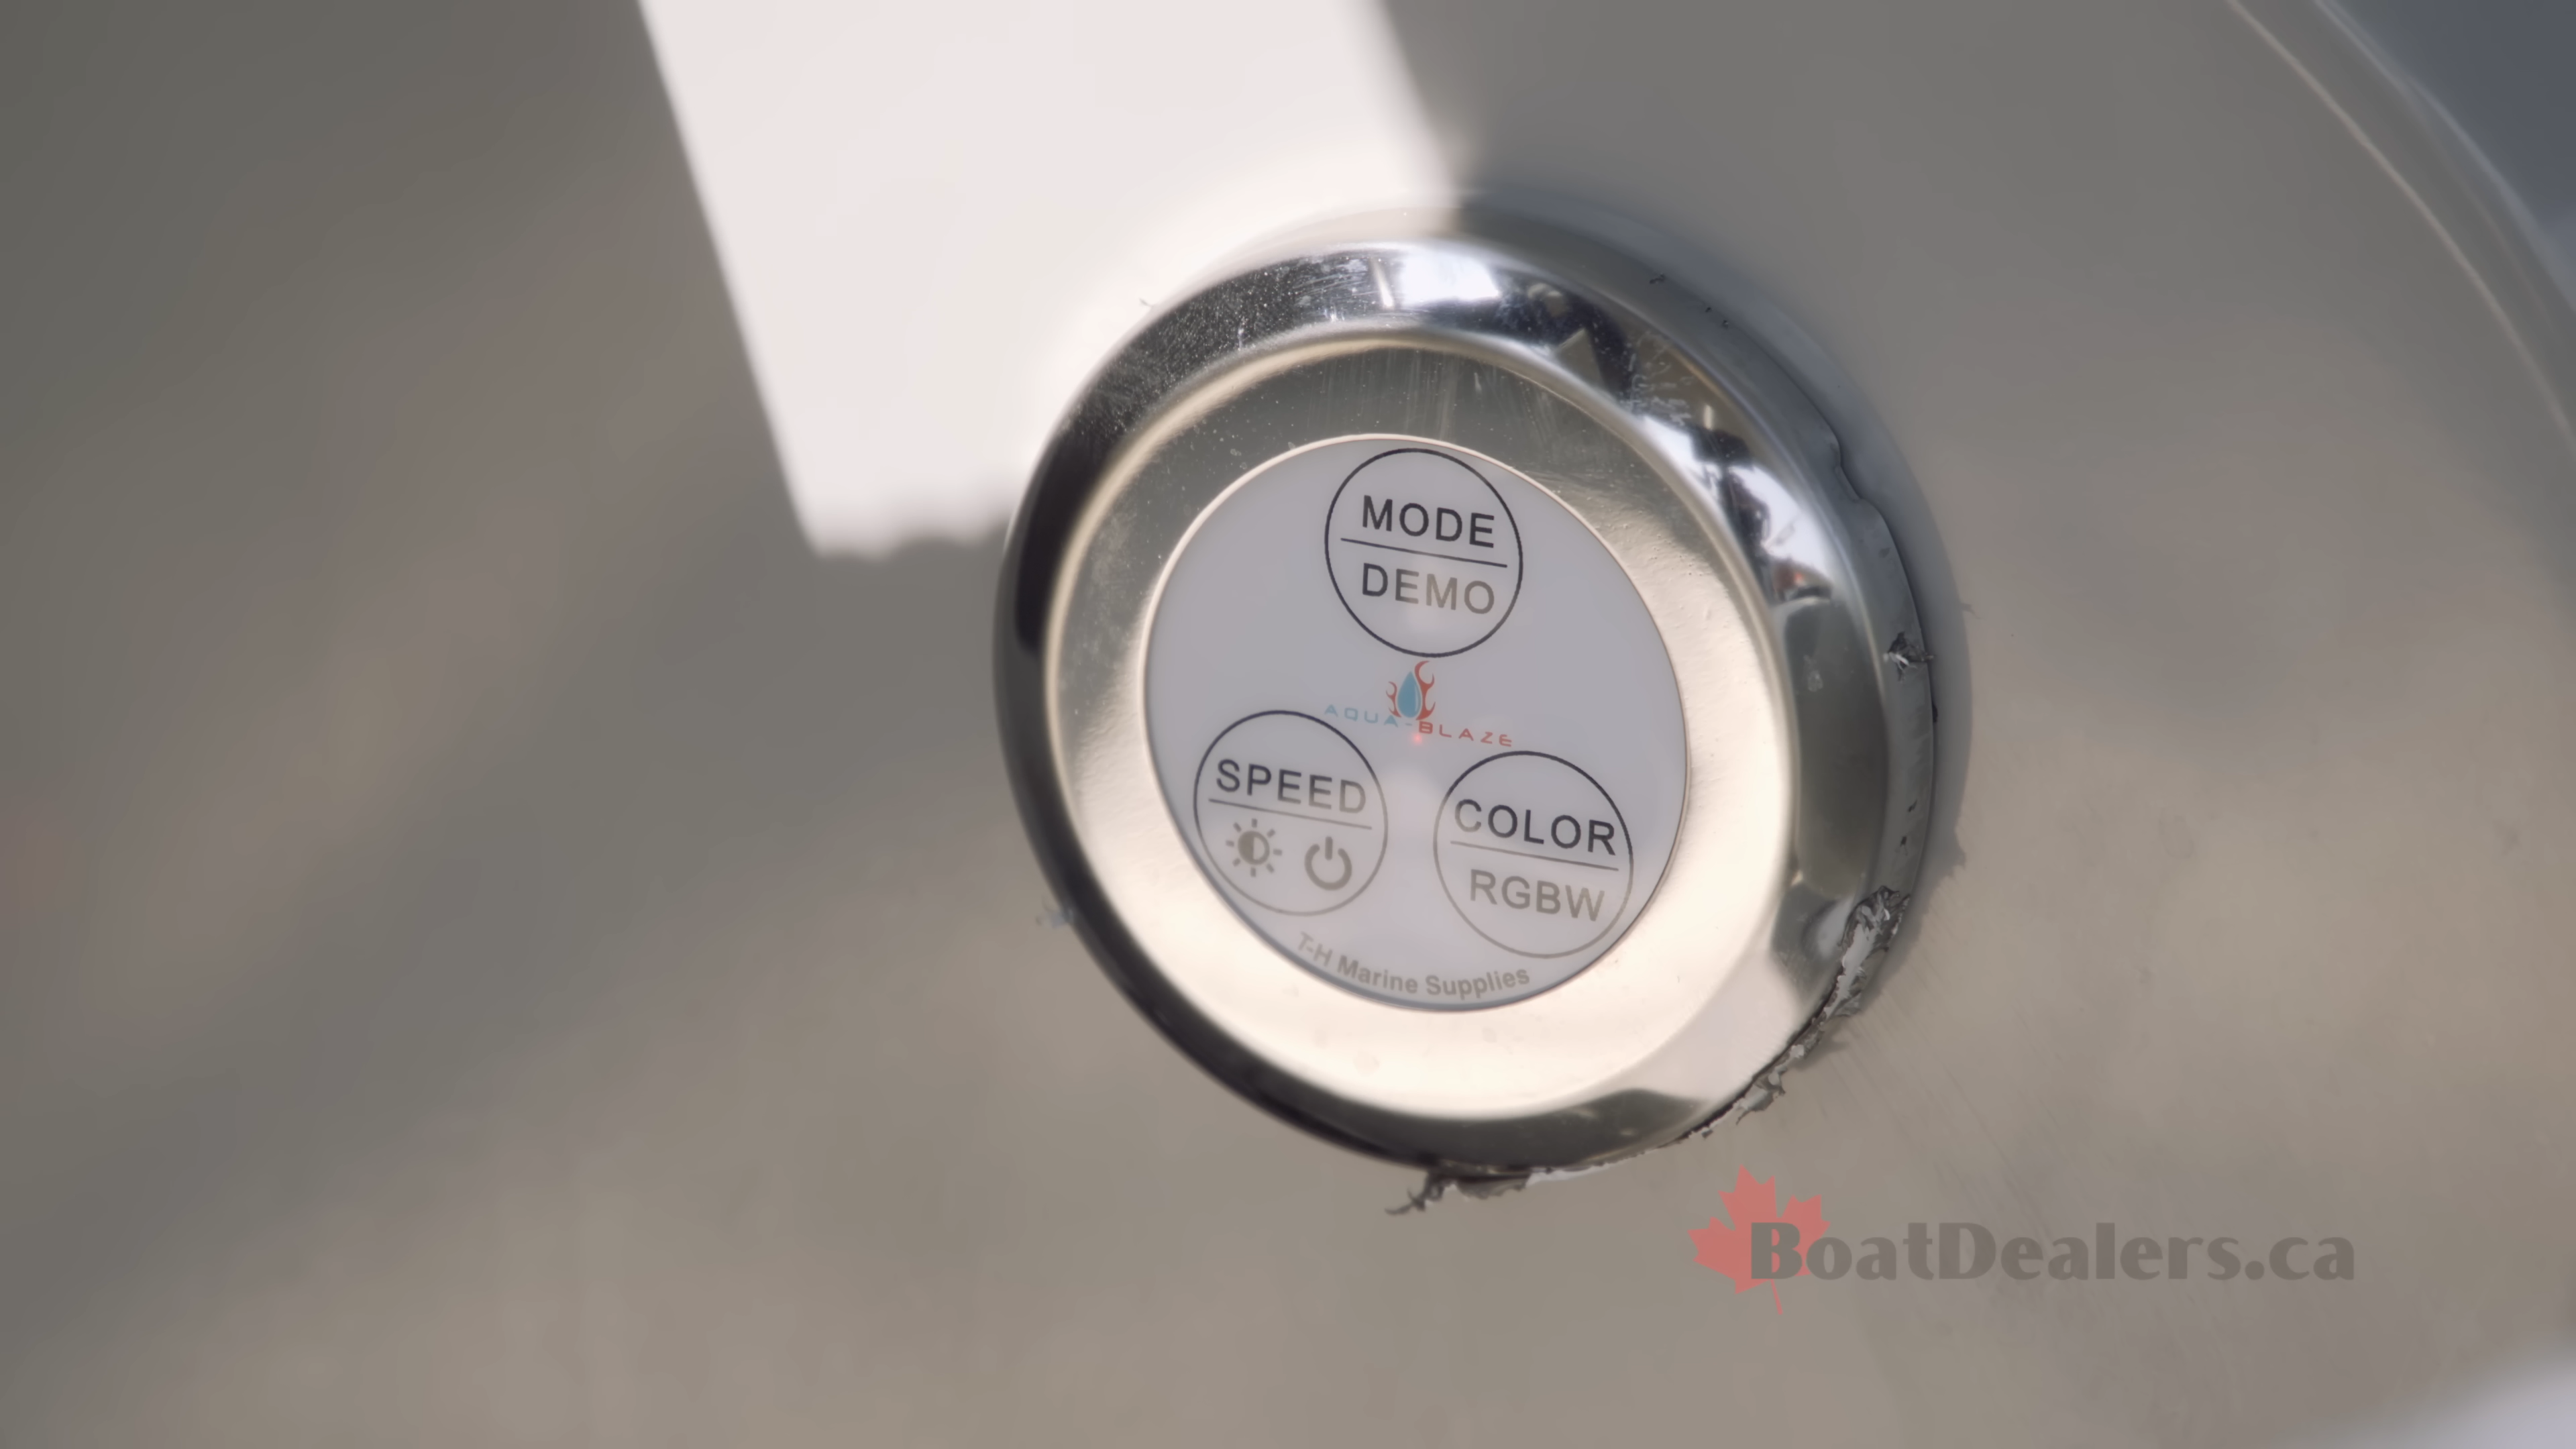 MODE
DEMO
AQUA-BLAZE
SPEED
COLOR
RGBW
T-H Marine Supplies
BoatDealers.ca